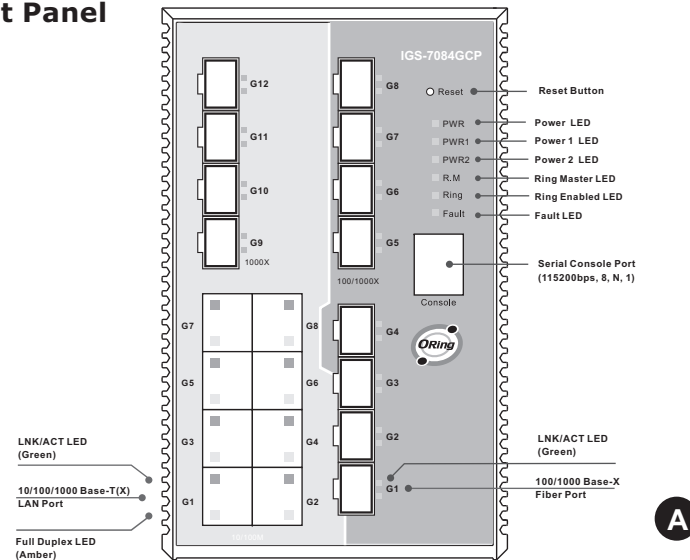 t Panel
IGS-7084GCP
G12
G8
Reset
Reset Button
PWR
Power LED
G11
G7
PWR1
Power 1 LED
PWR2
Power 2 LED
G10
G6
R.M
Ring Master LED
Ring
Ring Enabled LED
Fault
Fault LED
G9
G5
1000X
100/1000X
Serial Console Port
(115200bps, 8, N, 1)
Console
G7
G8
G4
ORing
G5
G6
G3
G3
G4
G2
LNK/ACT LED
(Green)
LNK/ACT LED
(Green)
10/100/1000 Base-T(X)
LAN Port
G1
G2
G1
100/1000 Base-X
Fiber Port
Full Duplex LED
(Amber)
10/100M
A